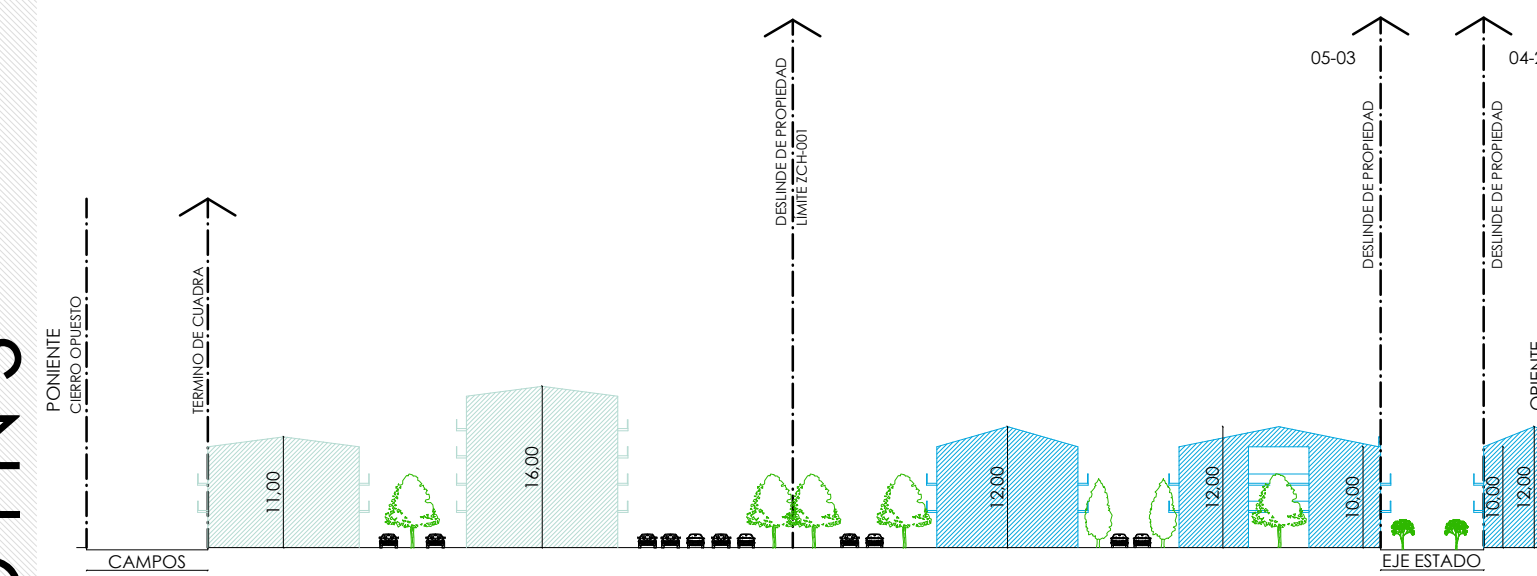 05-03
DESLINDE DE PROPIEDAD
LIMITE ZCH-001
DESLINDE DE PROPIEDAD
DESLINDE DE PROPIEDAD
PONIENTE
CIERRO OPUESTO
TERMINO DE CUADRA
ORIENTE
11,00
16,00
12,00
12,00
10,00
10,00
12,00
CAMPOS
EJE ESTADO